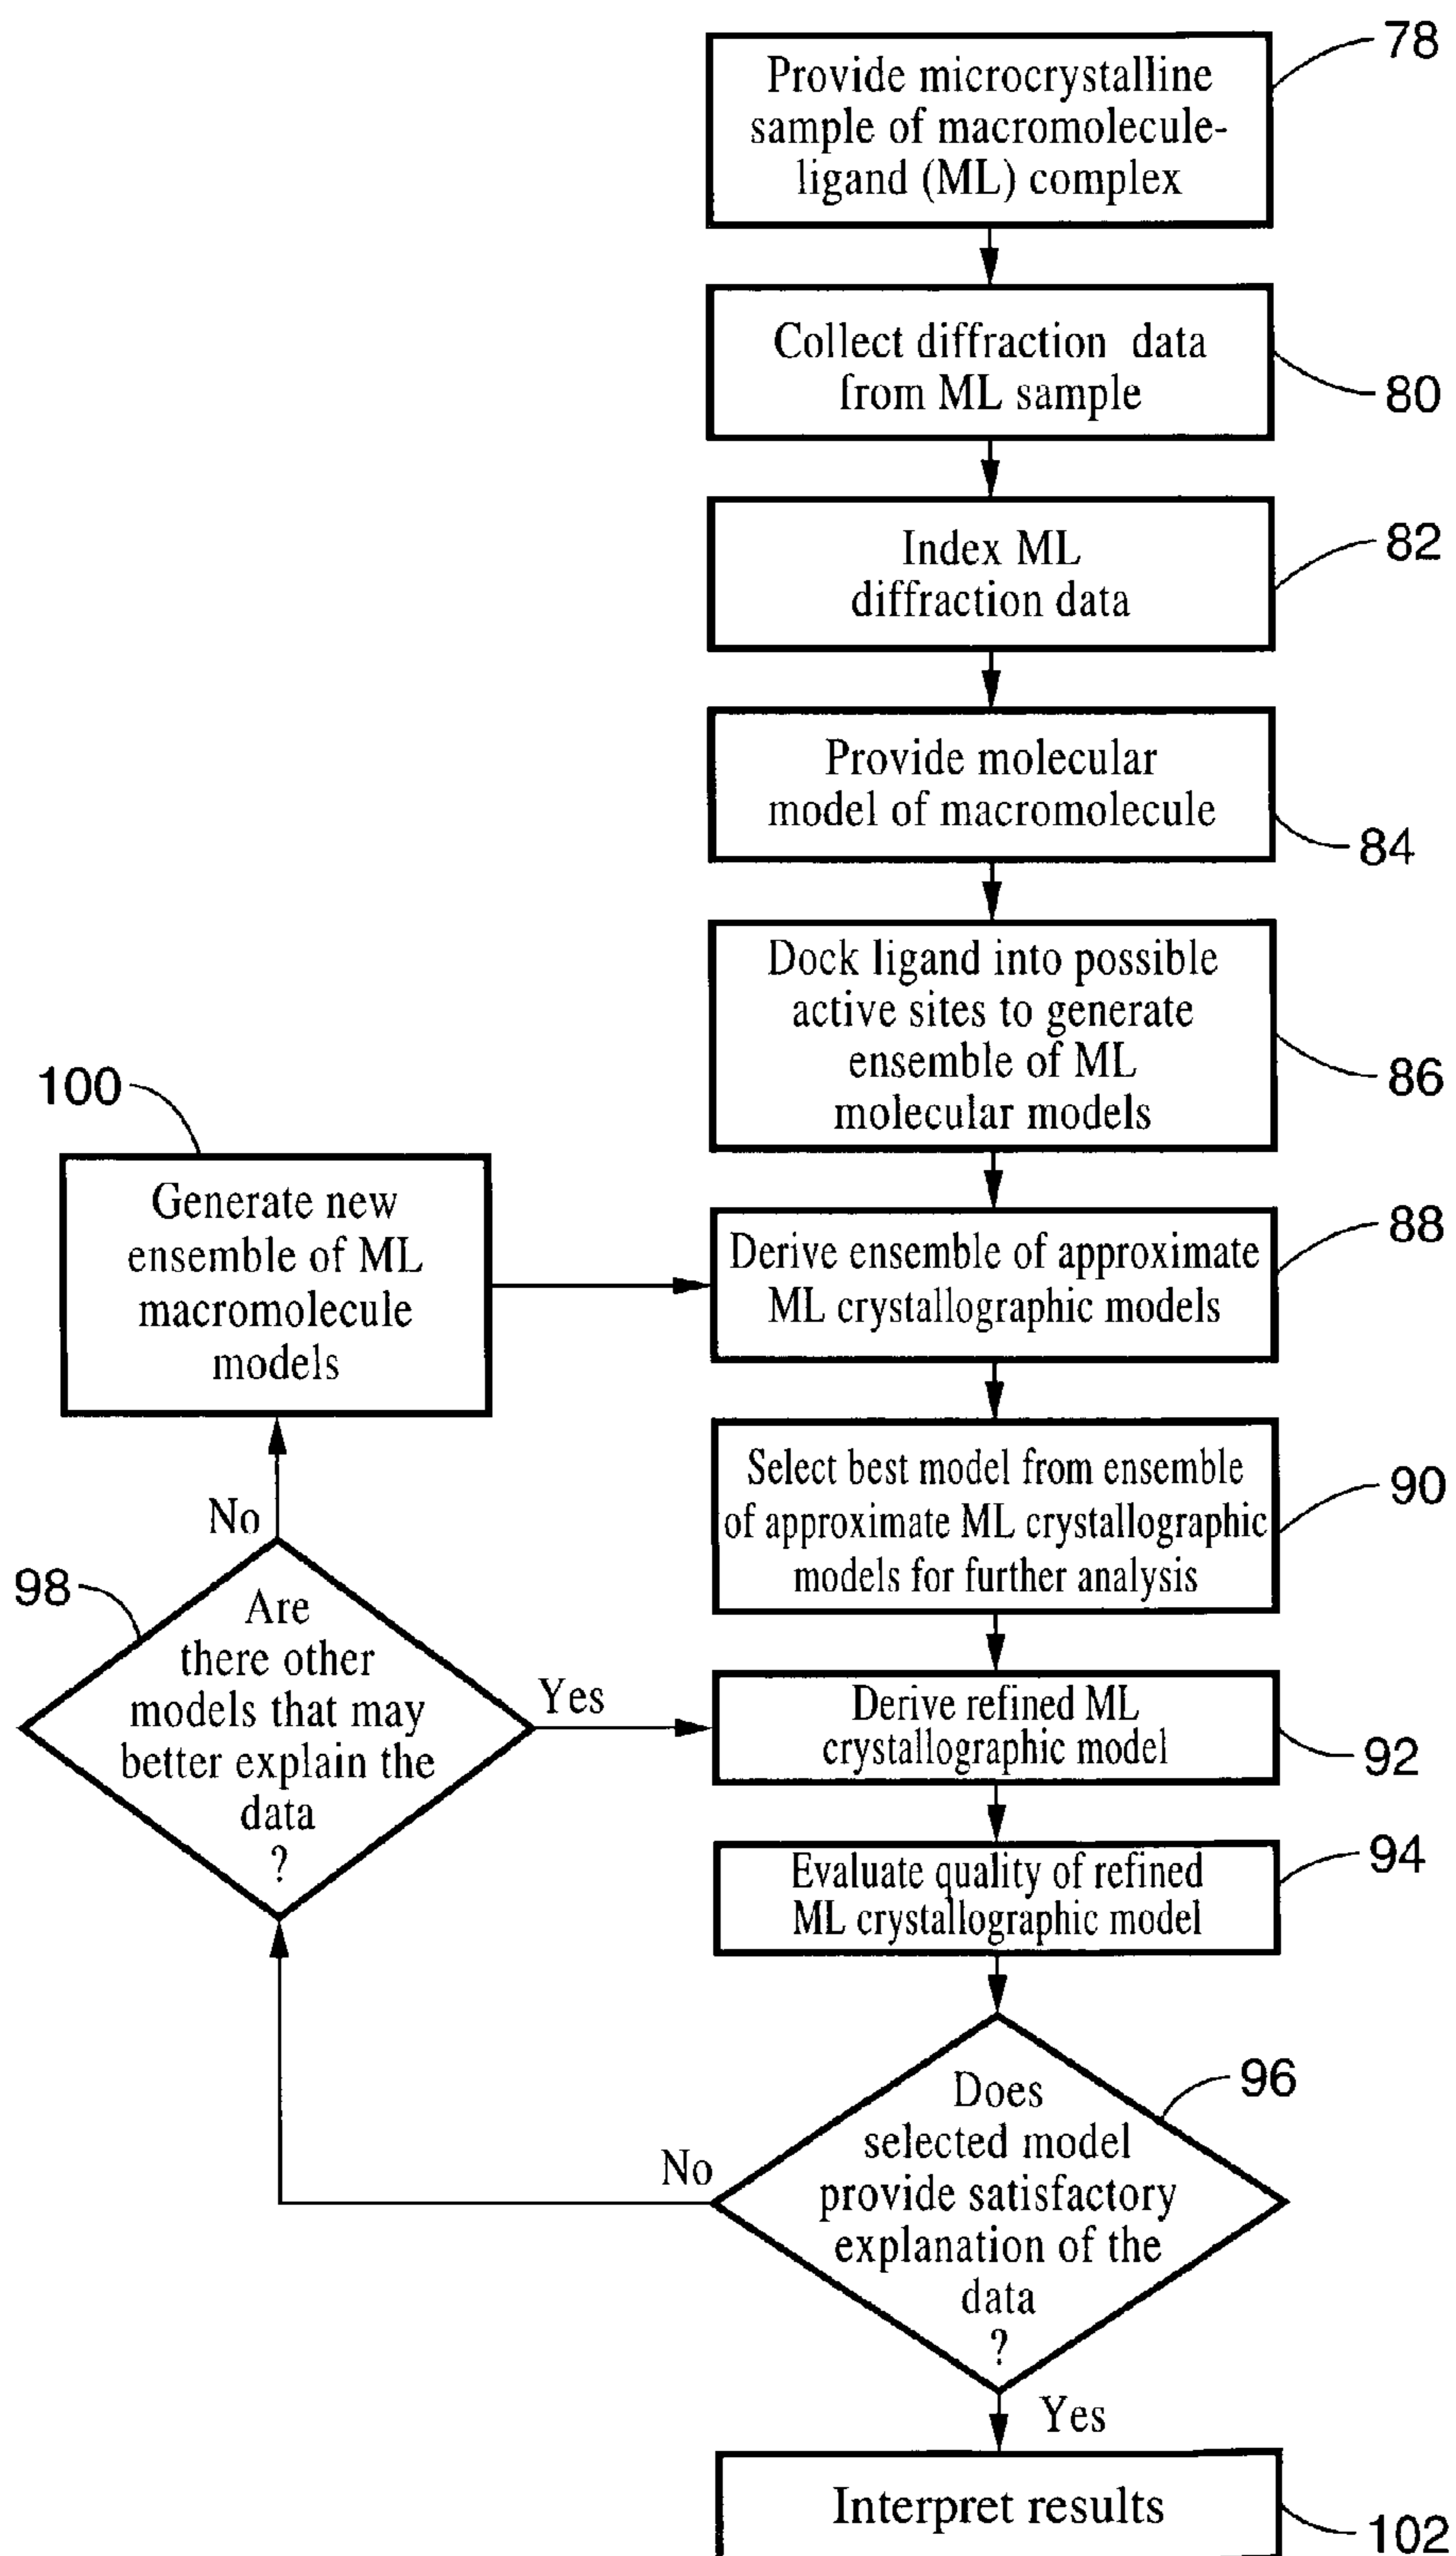 78
Provide microcrystalline
sample of macromolecule-
ligand (ML) complex
Collect diffraction data
from ML sample
80
Index ML
diffraction data
82
Provide molecular
model of macromolecule
84
Dock ligand into possible
active sites to generate
ensemble of ML
molecular models
86
100
Generate new
ensemble of ML
macromolecule
models
88
Derive ensemble of approximate
ML crystallographic models
Select best model from ensemble
of approximate ML crystallographic
models for further analysis
90
No
98
Are
there other
models that may
better explain the
data
?
Yes
Derive refined ML
crystallographic model
92
Evaluate quality of refined
ML crystallographic model
94
96
Does
selected model
provide satisfactory
explanation of the
data
?
No
Yes
Interpret results
102